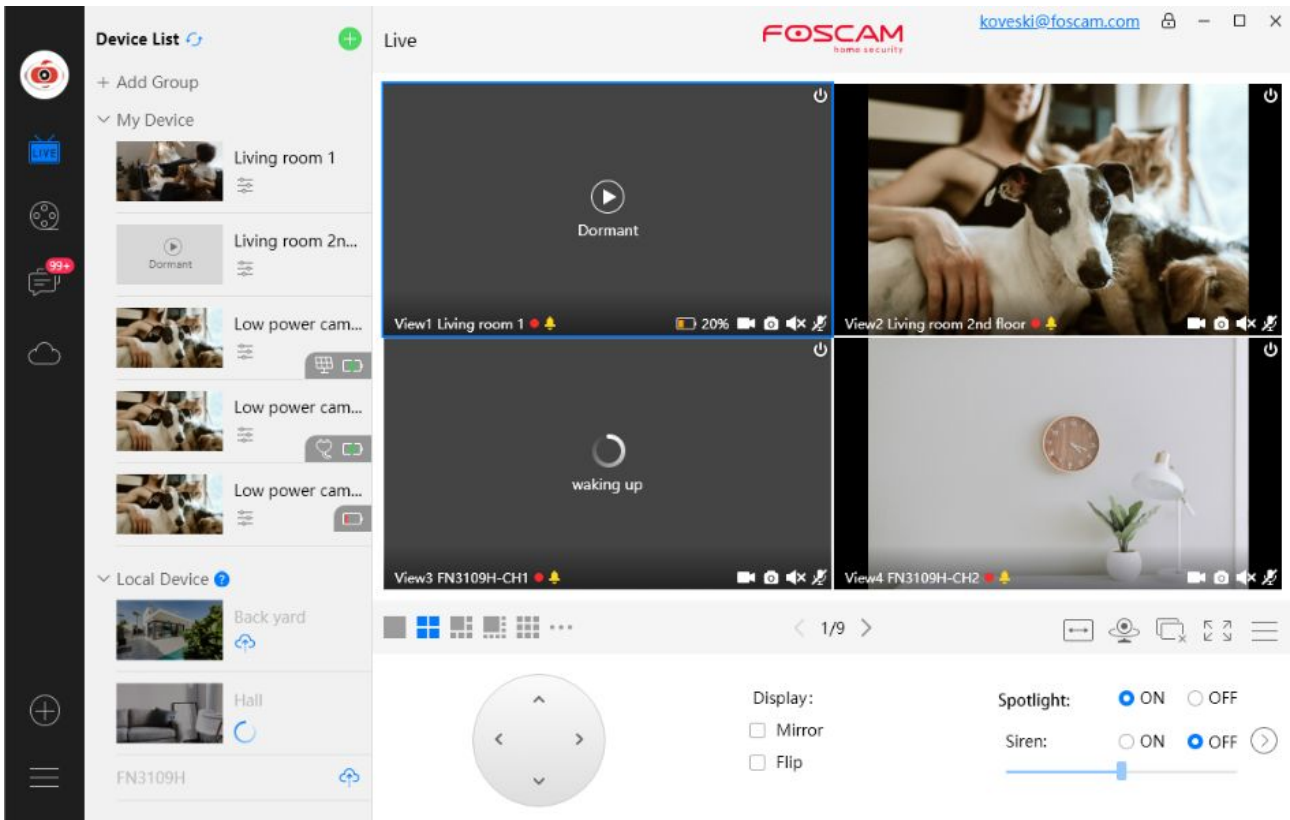 Device List
+ Add Group
My Device
Living room 1
Dormant
Living room 2n...
Low power cam...
Low power cam...
Low power cam...
Local Device ?
Back yard
Hall
FN3109H
LIVE
99+
Live
FOSCAM
home security
koveski@foscam.com
Dormant
View1 Living room 1
20%
View2 Living room 2nd floor
waking up
View3 FN3109H-CH1
View4 FN3109H-CH2
1/9
Display:
Mirror
Flip
Spotlight: ON OFF
Siren: ON OFF